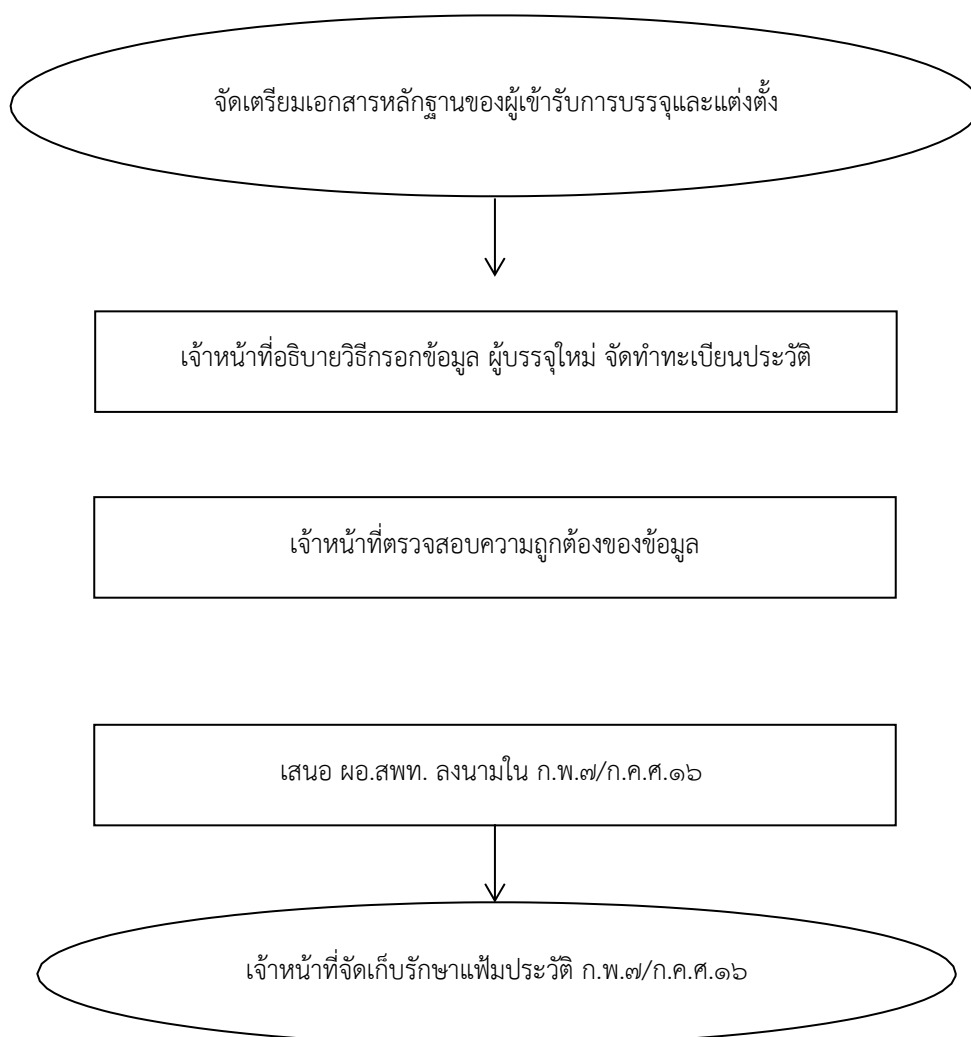 จัดเตรียมเอกสารหลักฐานของผู้เข้ารับการบรรจุและแต่งตั้ง
เจ้าหน้าที่อธิบายวิธีกรอกข้อมูล ผู้บรรจุใหม่ จัดทำทะเบียนประวัติ
เจ้าหน้าที่ตรวจสอบความถูกต้องของข้อมูล
เสนอ ผอ.สพท. ลงนามใน ก.พ.๗/ก.ค.ศ.๑๖
เจ้าหน้าที่จัดเก็บรักษาแฟ้มประวัติ ก.พ.๗/ก.ค.ศ.๑๖